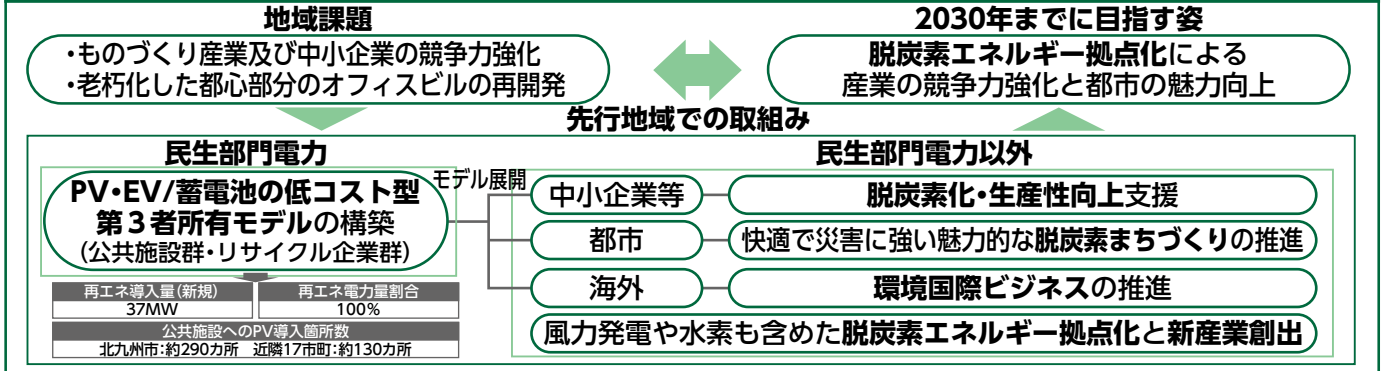 地域課題
・ものづくり産業及び中小企業の競争力強化
・老朽化した都心部分のオフィスビルの再開発
2030年までに目指す姿
脱炭素エネルギー拠点化による
産業の競争力強化と都市の魅力向上
先行地域での取組み
民生部門電力
PV・EV/蓄電池の低コスト型
第3者所有モデルの構築
(公共施設群・リサイクル企業群)
再エネ導入量(新規)
37MW
再エネ電力量割合
100%
公共施設へのPV導入箇所数
北九州市:約290カ所 近隣17市町:約130カ所
モデル展開
民生部門電力以外
中小企業等
脱炭素化・生産性向上支援
都市
快適で災害に強い魅力的な脱炭素まちづくりの推進
海外
環境国際ビジネスの推進
風力発電や水素も含めた脱炭素エネルギー拠点化と新産業創出